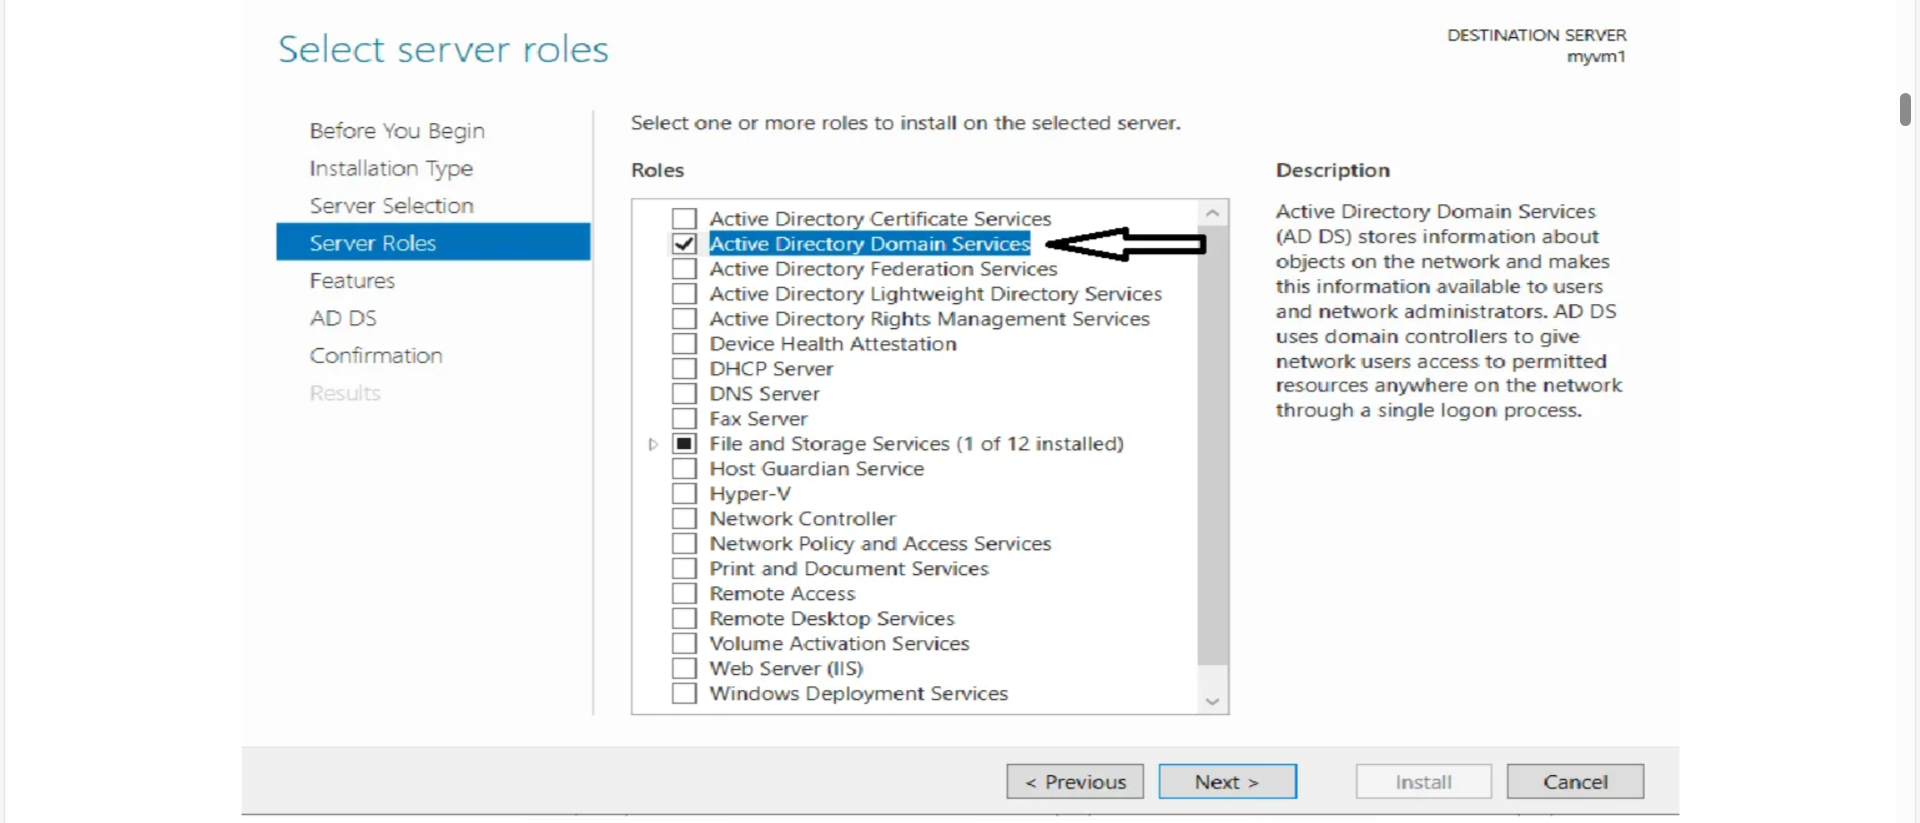 Select server roles
DESTINATION SERVER
myvm1
Before You Begin
Installation Type
Server Selection
Server Roles
Features
AD DS
Confirmation
Results
Select one or more roles to install on the selected server.
Roles
Active Directory Certificate Services
Active Directory Domain Services
Active Directory Federation Services
Active Directory Lightweight Directory Services
Active Directory Rights Management Services
Device Health Attestation
DHCP Server
DNS Server
Fax Server
File and Storage Services (1 of 12 installed)
Host Guardian Service
Hyper-V
Network Controller
Network Policy and Access Services
Print and Document Services
Remote Access
Remote Desktop Services
Volume Activation Services
Web Server (IIS)
Windows Deployment Services
Description
Active Directory Domain Services
(AD DS) stores information about
objects on the network and makes
this information available to users
and network administrators. AD DS
uses domain controllers to give
network users access to permitted
resources anywhere on the network
through a single logon process.
< Previous
Next >
Install
Cancel